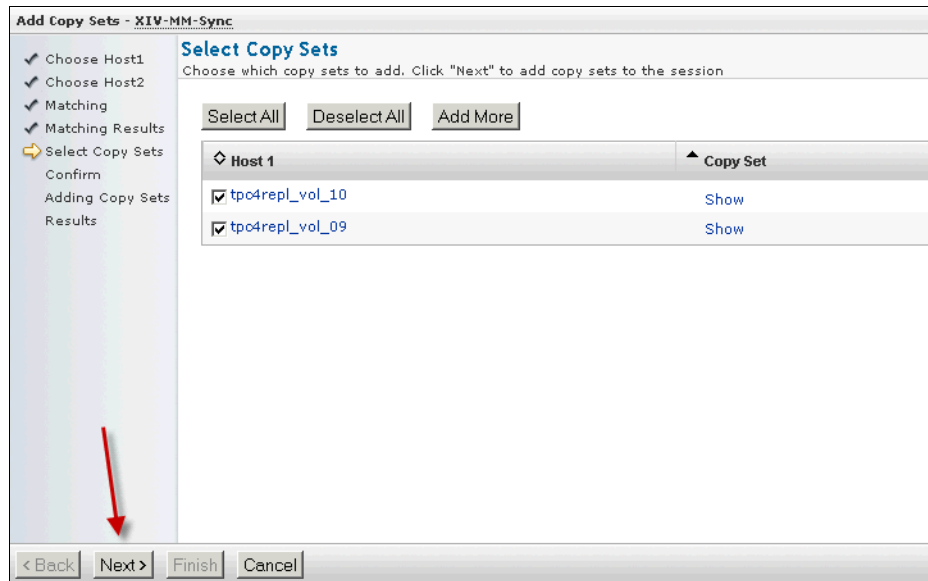 Add Copy Sets - XIV-MM-Sync
Choose Host1
Choose Host2
Matching
Matching Results
Select Copy Sets
Confirm
Adding Copy Sets
Results
Select Copy Sets
Choose which copy sets to add. Click "Next" to add copy sets to the session
Select All Deselect All Add More
Host 1 Copy Set
tpc4repl_vol_10 Show
tpc4repl_vol_09 Show
< Back Next > Finish Cancel